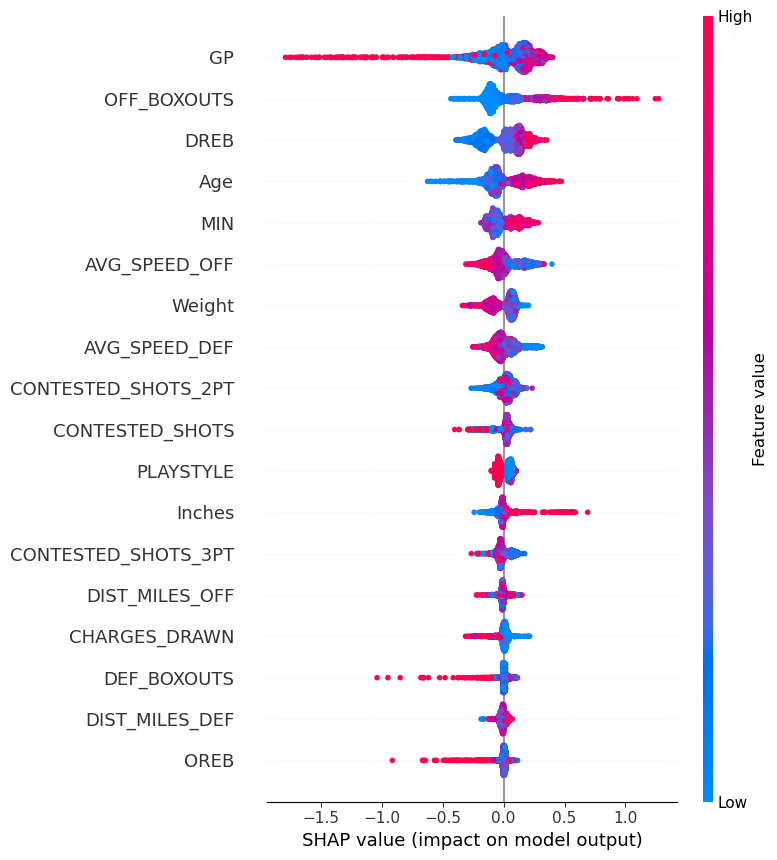 High
GP
OFF_BOXOUTS
DREB
Age
MIN
AVG_SPEED_OFF
Weight
AVG_SPEED_DEF
CONTESTED_SHOTS_2PT
CONTESTED_SHOTS
PLAYSTYLE
Inches
CONTESTED_SHOTS_3PT
DIST_MILES_OFF
CHARGES_DRAWN
DEF_BOXOUTS
DIST_MILES_DEF
OREB
Feature value
Low
−1.5 −1.0 −0.5 0.0 0.5 1.0
SHAP value (impact on model output)